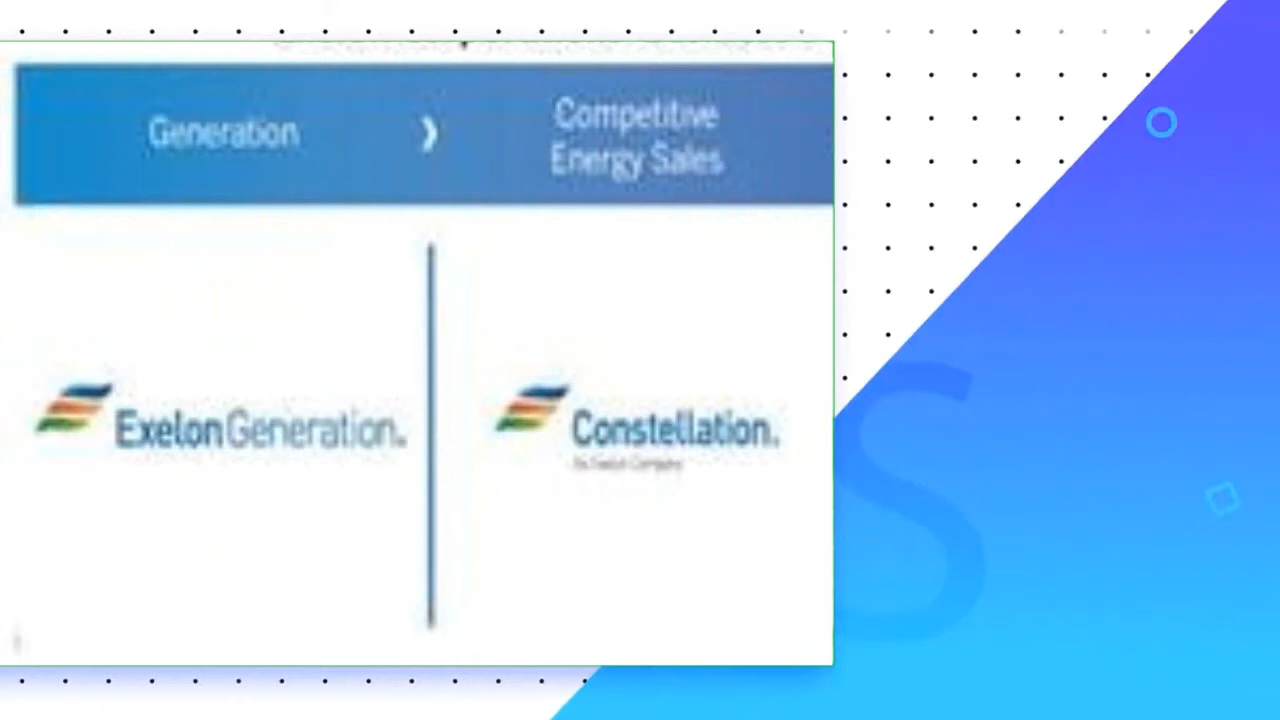 Generation
Competitive
Energy Sales
ExelonGeneration.
Constellation.
S